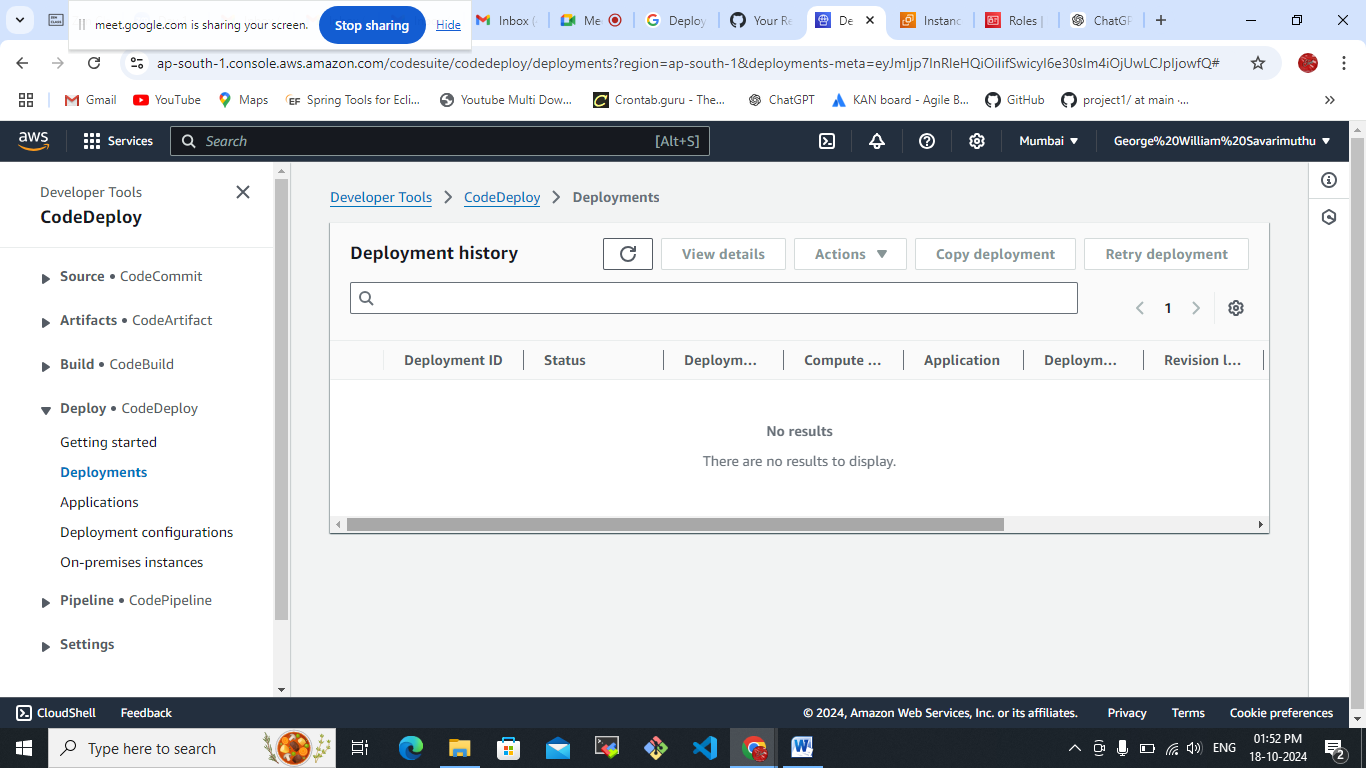 meet.google.com is sharing your screen. Stop sharing Hide
Inbox (
Me
Deploy
Your Re
De
Instanc
Roles |
ChatGP
ap-south-1.console.aws.amazon.com/codesuite/codedeploy/deployments?region=ap-south-1&deployments-meta=
Gmail YouTube Maps Spring Tools for Ecli... Youtube Multi Dow... Crontab.guru - The... ChatGPT KAN board - Agile B... GitHub project1/ at main ·...
aws Services Search [Alt+S] Mumbai George%20William%20Savarimuthu
Developer Tools
CodeDeploy
Source • CodeCommit
Artifacts • CodeArtifact
Build • CodeBuild
Deploy • CodeDeploy
Getting started
Deployments
Applications
Deployment configurations
On-premises instances
Pipeline • CodePipeline
Settings
Developer Tools CodeDeploy Deployments
Deployment history View details Actions Copy deployment Retry deployment
1
Deployment ID Status Deploym... Compute ... Application Deploym... Revision l...
No results
There are no results to display.
CloudShell Feedback © 2024, Amazon Web Services, Inc. or its affiliates. Privacy Terms Cookie preferences
Type here to search ENG 01:52 PM
18-10-2024 2